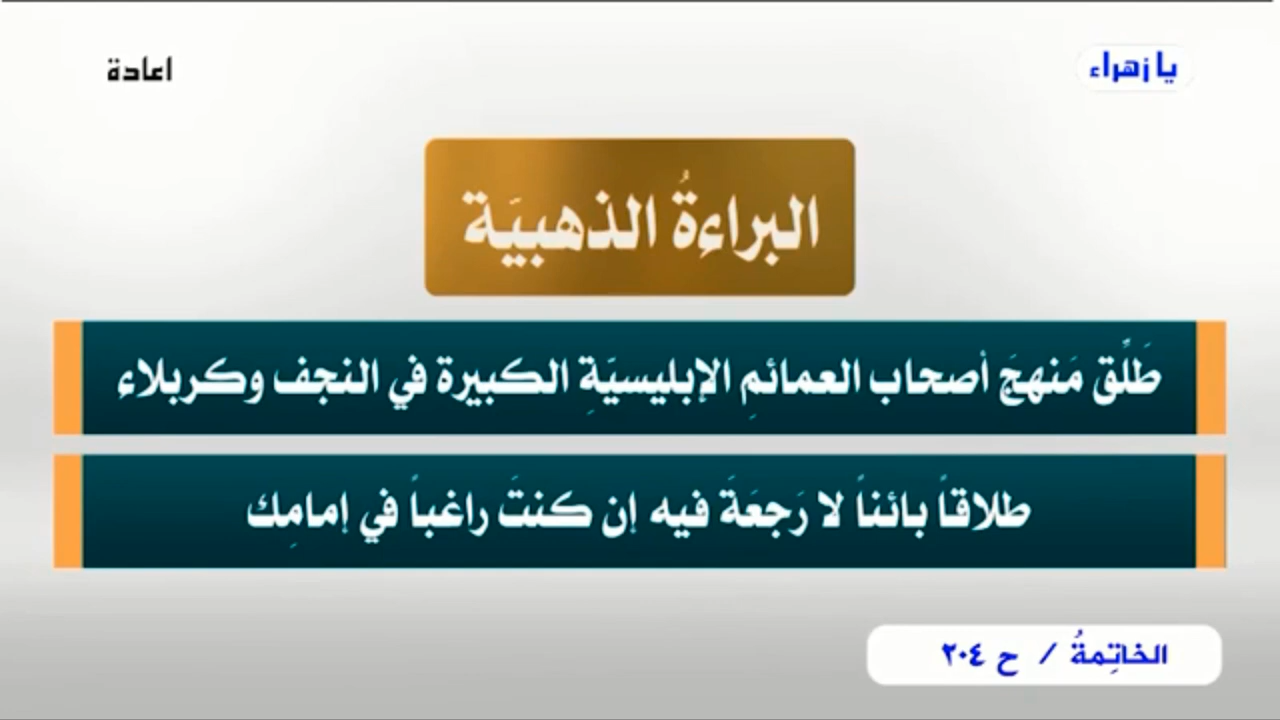 يا زهراء
اعادة
البراءةُ الذهبيَة
طَلِّق مَنهجَ أصحاب العمائمِ الإبليسيَةِ الكبيرة في النجف وكربلاء
طلاقاً بائناً لا رَجعَةَ فيه إن كنتَ راغباً في إمامِك
الخاتِمةُ / ح ٢٠٤